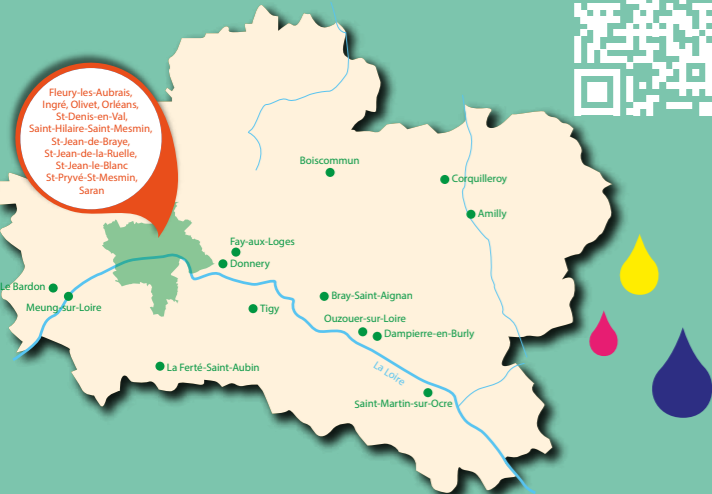 Fleury-les-Aubrais,
Ingré, Olivet, Orléans,
St-Denis-en-Val,
Saint-Hilaire-Saint-Mesmin,
St-Jean-de-Braye,
St-Jean-de-la-Ruelle,
St-Jean-le-Blanc
St-Pryvé-St-Mesmin,
Saran
Boiscommun
Corquilleroy
Amilly
Fay-aux-Loges
Donnery
Le Bardon
Meung-sur-Loire
Bray-Saint-Aignan
Tigy
Ouzouer-sur-Loire
Dampierre-en-Burly
La Ferté-Saint-Aubin
La Loire
Saint-Martin-sur-Ocre